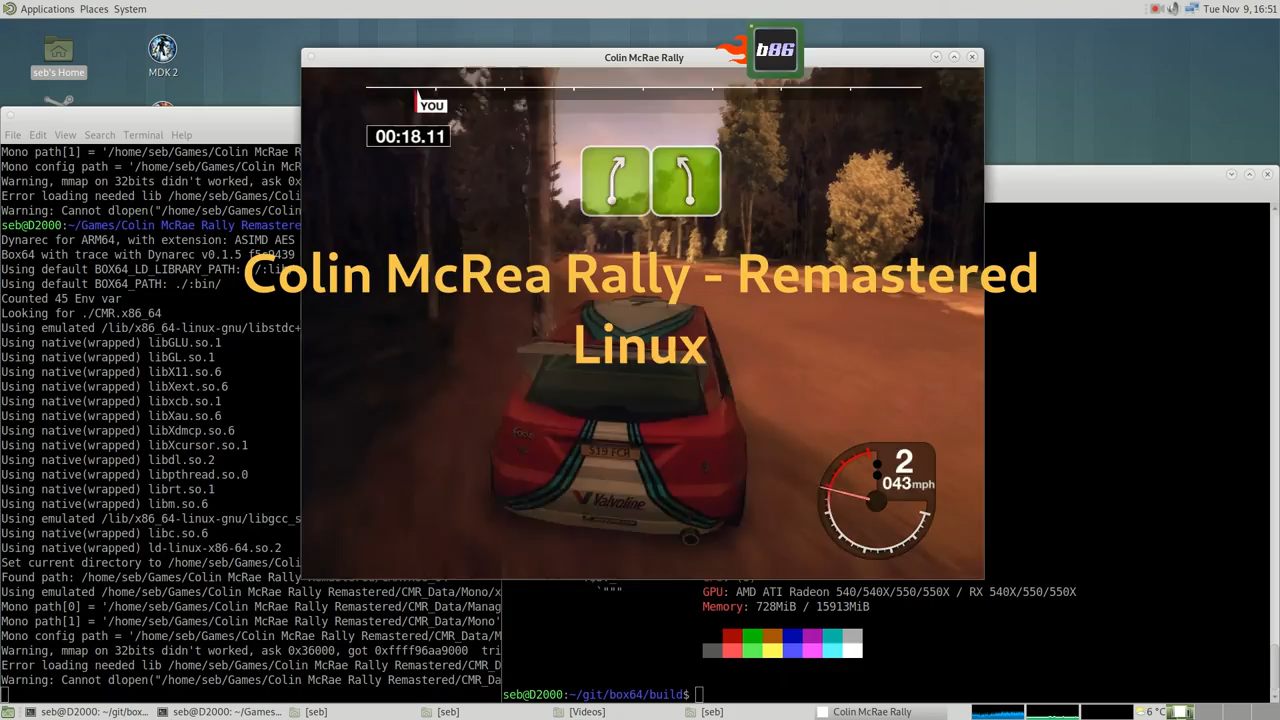 Applications Places System
Tue Nov 9, 16:51
seb's Home
MDK 2
Colin McRae Rally
b86
YOU
00:18.11
File Edit View Search Terminal Help
Mono path[1] = '/home/seb/Games/Colin McRae R
Mono config path = '/home/seb/Games/Colin McR
Warning, mmap on 32bits didn't worked, ask 0x
Error loading needed lib /home/seb/Games/Coli
Warning: Cannot dlopen("/home/seb/Games/Colin
seb@D2000:~/Games/Colin McRae Rally Remastere
Dynarec for ARM64, with extension: ASIMD AES
Box64 with trace with Dynarec v0.1.5 f5c9439
Using default BOX64_LD_LIBRARY_PATH: ./:lib
Using default BOX64_PATH: ./:bin/
Counted 45 Env var
Looking for ./CMR.x86_64
Using emulated /lib/x86_64-linux-gnu/libstdc+
Using native(wrapped) libGLU.so.1
Using native(wrapped) libGL.so.1
Using native(wrapped) libX11.so.6
Using native(wrapped) libXext.so.6
Using native(wrapped) libxcb.so.1
Using native(wrapped) libXau.so.6
Using native(wrapped) libXdmcp.so.6
Using native(wrapped) libXcursor.so.1
Using native(wrapped) libdl.so.2
Using native(wrapped) libpthread.so.0
Using native(wrapped) librt.so.1
Using native(wrapped) libm.so.6
Using emulated /lib/x86_64-linux-gnu/libgcc_s
Using native(wrapped) libc.so.6
Using native(wrapped) ld-linux-x86-64.so.2
Set current directory to /home/seb/Games/Coli
Found path: /home/seb/Games/Colin McRae Rally
Using emulated /home/seb/Games/Colin McRae Rally Remastered/CMR_Data/Mono/x
Mono path[0] = '/home/seb/Games/Colin McRae Rally Remastered/CMR_Data/Manag
Mono path[1] = '/home/seb/Games/Colin McRae Rally Remastered/CMR_Data/Mono'
Mono config path = '/home/seb/Games/Colin McRae Rally Remastered/CMR_Data/M
Warning, mmap on 32bits didn't worked, ask 0x36000, got 0xffff96aa9000 tri
Error loading needed lib /home/seb/Games/Colin McRae Rally Remastered/CMR_D
Warning: Cannot dlopen("/home/seb/Games/Colin McRae Rally Remastered/CMR_Da
Colin McRea Rally - Remastered
Linux
Focus
S19 FCR
Valvoline
2
043mph
GPU: AMD ATI Radeon 540/540X/550/550X / RX 540X/550/550X
Memory: 728MiB / 15913MiB
seb@D2000:~/git/box64/build$
seb@D2000: ~/git/box...
seb@D2000: ~/Games...
[seb]
[seb]
[Videos]
[seb]
Colin McRae Rally
6 °C